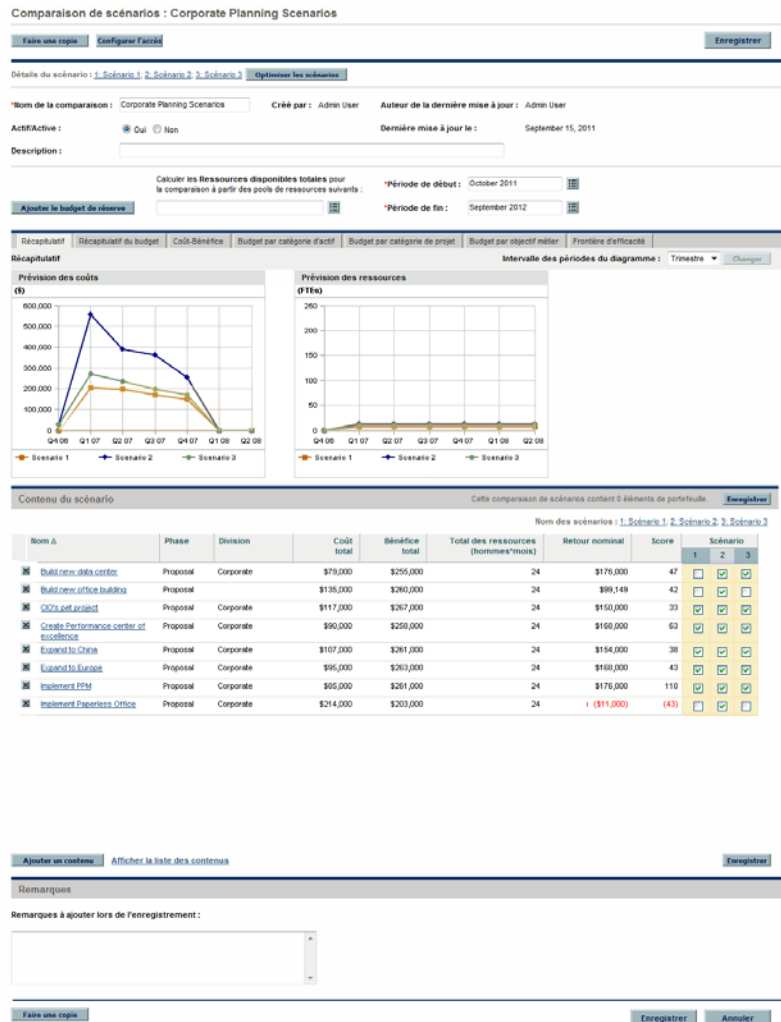 Comparaison de scénarios : Corporate Planning Scenarios
Faire une copie Configurer l'accès Enregistrer
Détails du scénario : 1: Scénario 1; 2: Scénario 2; 3: Scénario 3 Optimiser les scénarios
*Nom de la comparaison : Corporate Planning Scenarios Créé par : Admin User Auteur de la dernière mise à jour : Admin User
Actif/Active : Oui Non Dernière mise à jour le : September 15, 2011
Description :
Calculer les Ressources disponibles totales pour
la comparaison à partir des pools de ressources suivants :
*Période de début : October 2011
Ajouter le budget de réserve *Période de fin : September 2012
Récapitulatif Récapitulatif du budget Coût-Bénéfice Budget par catégorie d'actif Budget par catégorie de projet Budget par objectif métier Frontière d'efficacité
Récapitulatif Intervalle des périodes du diagramme : Trimestre Changer
Prévision des coûts
($)
600,000
500,000
400,000
300,000
200,000
100,000
0
Q4 06 Q1 07 Q2 07 Q3 07 Q4 07 Q1 08 Q2 08
Scenario 1 Scenario 2 Scenario 3
Prévision des ressources
(FTEs)
250
200
150
100
50
0
Q4 06 Q1 07 Q2 07 Q3 07 Q4 07 Q1 08 Q2 08
Scenario 1 Scenario 2 Scenario 3
Contenu du scénario Cette comparaison de scénarios contient 8 éléments de portefeuille. Enregistrer
Nom des scénarios : 1: Scénario 1; 2: Scénario 2; 3: Scénario 3
Nom Phase Division Coût total Bénéfice total Total des ressources (hommes*mois) Retour nominal Score Scénario
1 2 3
Build new data center Proposal Corporate $79,000 $255,000 24 $176,000 47
Build new office building Proposal $135,000 $260,000 24 $89,149 42
CIO's pet project Proposal Corporate $117,000 $267,000 24 $150,000 33
Create Performance center of excellence Proposal Corporate $90,000 $258,000 24 $168,000 63
Expand to China Proposal Corporate $107,000 $261,000 24 $154,000 38
Expand to Europe Proposal Corporate $95,000 $263,000 24 $168,000 43
Implement PPM Proposal Corporate $85,000 $261,000 24 $176,000 110
Implement Paperless Office Proposal Corporate $214,000 $203,000 24 ($11,000) (43)
Ajouter un contenu Afficher la liste des contenus Enregistrer
Remarques
Remarques à ajouter lors de l'enregistrement :
Faire une copie Enregistrer Annuler